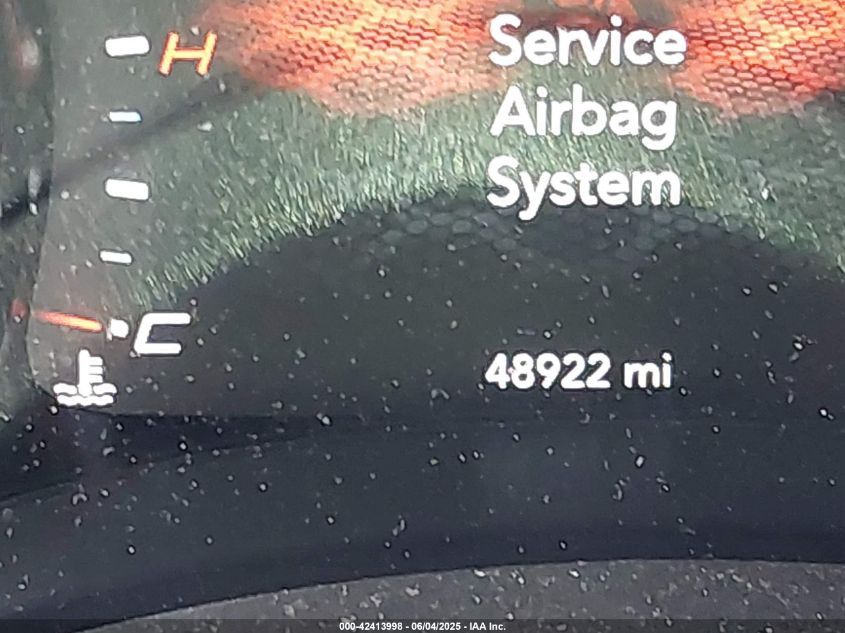 H
Service
Airbag
System
C
48922 mi
000-42413998 - 06/04/2025 - IAA Inc.